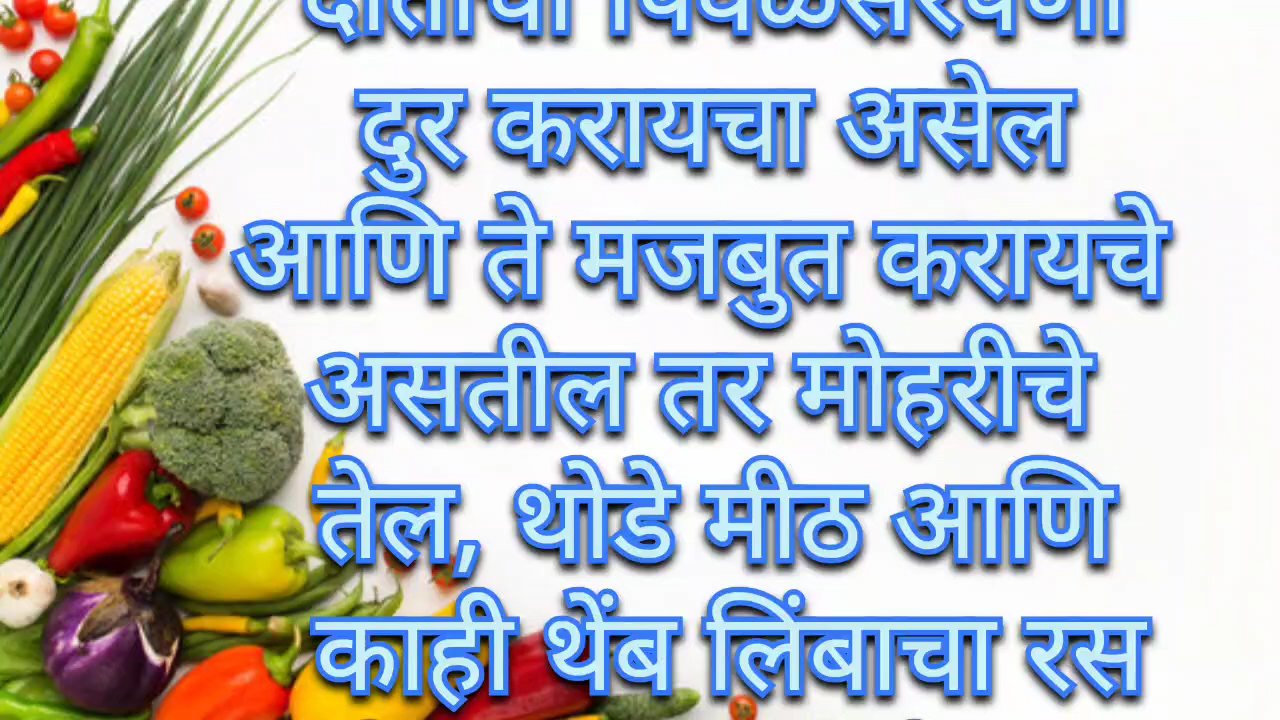 दुर करायचा असेल
आणि ते मजबुत करायचे
असतील तर मोहरीचे
तेल, थोडे मीठ आणि
काही थेंब लिंबाचा रस